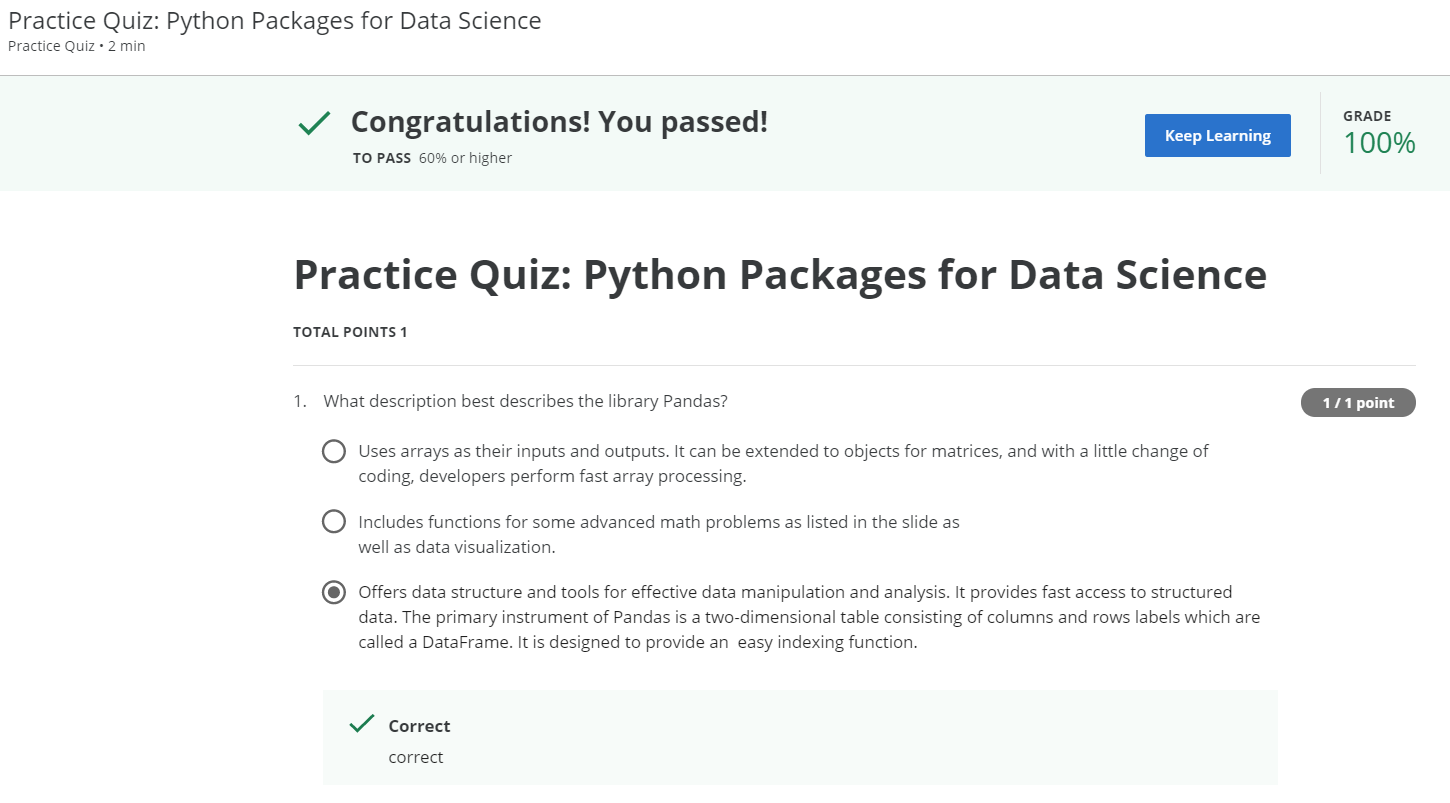 Practice Quiz: Python Packages for Data Science
Practice Quiz • 2 min
Congratulations! You passed!
TO PASS 60% or higher
Keep Learning
GRADE
100%
Practice Quiz: Python Packages for Data Science
TOTAL POINTS 1
1. What description best describes the library Pandas?
1 / 1 point
Uses arrays as their inputs and outputs. It can be extended to objects for matrices, and with a little change of
coding, developers perform fast array processing.
Includes functions for some advanced math problems as listed in the slide as
well as data visualization.
Offers data structure and tools for effective data manipulation and analysis. It provides fast access to structured
data. The primary instrument of Pandas is a two-dimensional table consisting of columns and rows labels which are
called a DataFrame. It is designed to provide an  easy indexing function.
Correct
correct